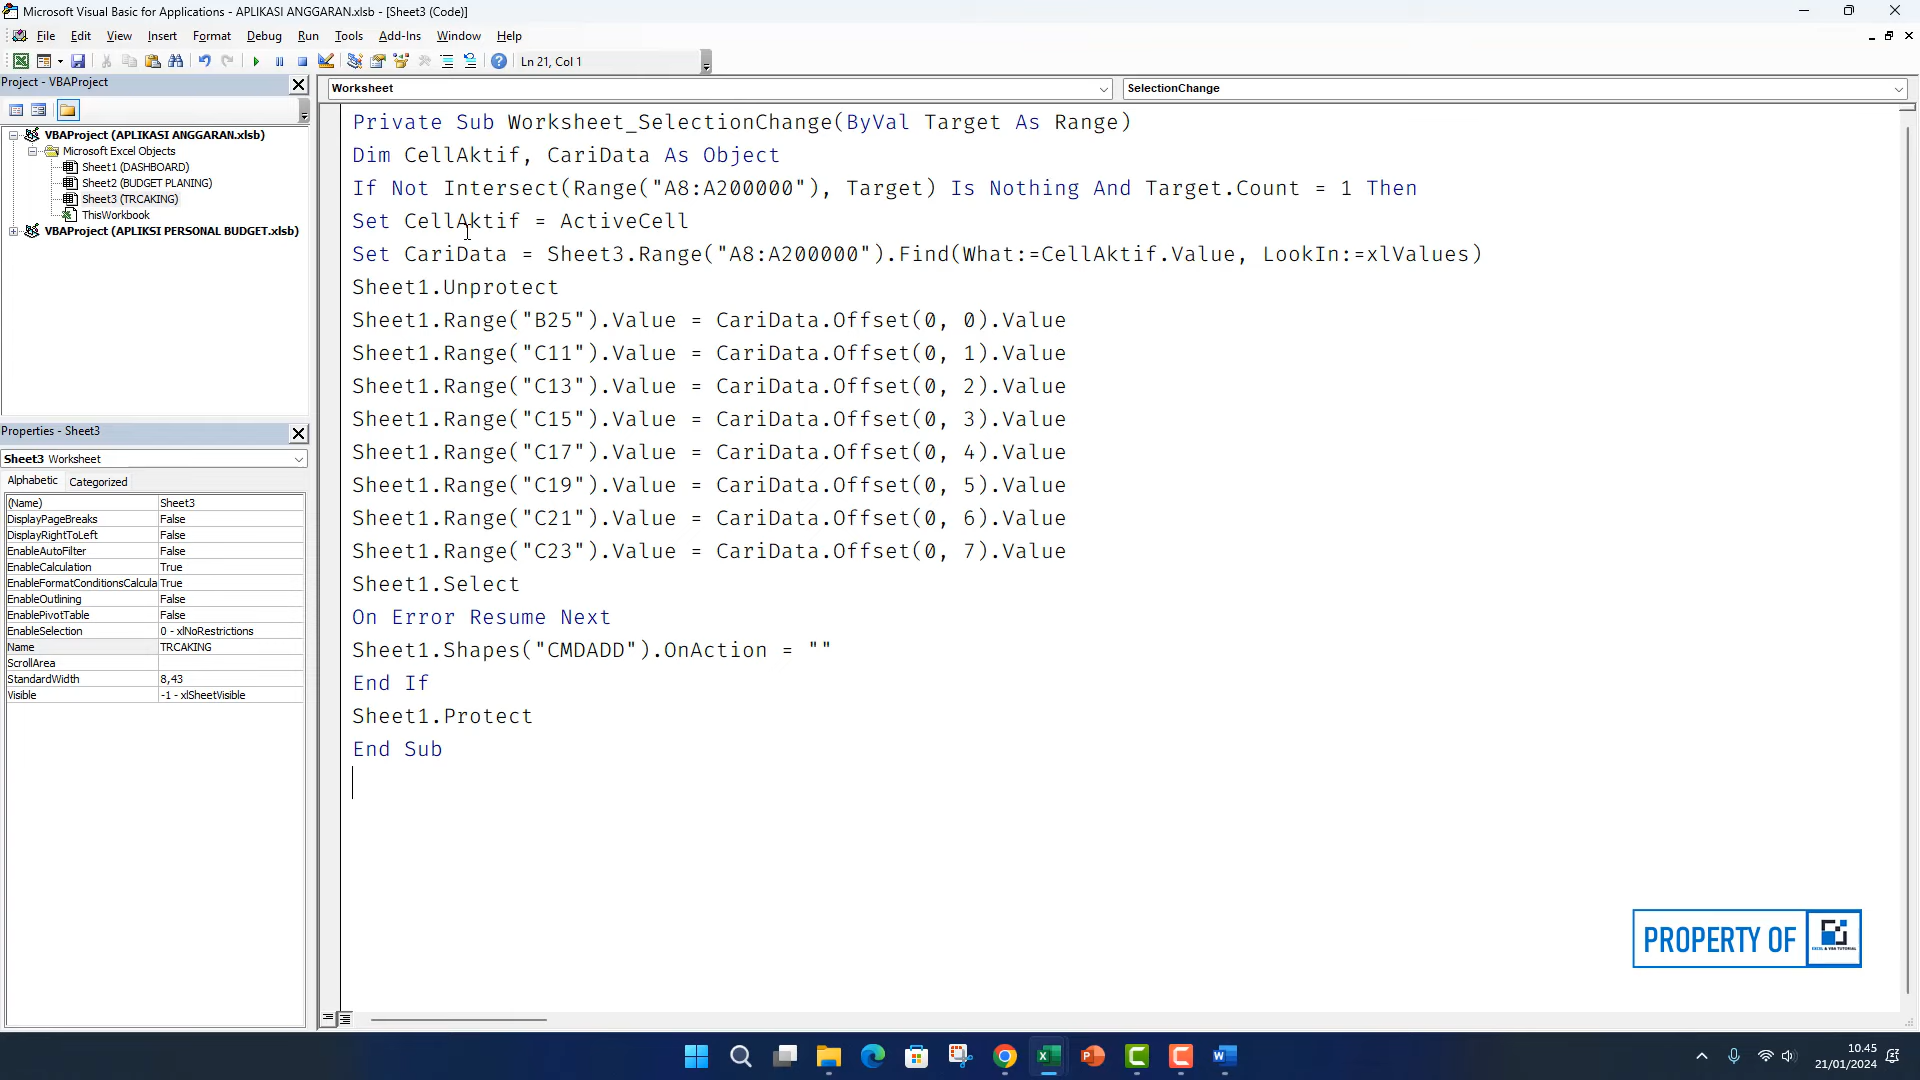 Microsoft Visual Basic for Applications - APLIKASI ANGGARAN.xlsb - [Sheet3 (Code)]
File Edit View Insert Format Debug Run Tools Add-Ins Window Help
Ln 21, Col 1
Project - VBAProject
VBAProject (APLIKASI ANGGARAN.xlsb)
Microsoft Excel Objects
Sheet1 (DASHBOARD)
Sheet2 (BUDGET PLANING)
Sheet3 (TRCAKING)
ThisWorkbook
VBAProject (APLIKSI PERSONAL BUDGET.xlsb)
Properties - Sheet3
Sheet3 Worksheet
Alphabetic Categorized
(Name) Sheet3
DisplayPageBreaks False
DisplayRightToLeft False
EnableAutoFilter False
EnableCalculation True
EnableFormatConditionsCalcula True
EnableOutlining False
EnablePivotTable False
EnableSelection 0 - xlNoRestrictions
Name TRCAKING
ScrollArea
StandardWidth 8,43
Visible -1 - xlSheetVisible
Worksheet SelectionChange
Private Sub Worksheet_SelectionChange(ByVal Target As Range)
Dim CellAktif, CariData As Object
If Not Intersect(Range("A8:A200000"), Target) Is Nothing And Target.Count = 1 Then
Set CellAktif = ActiveCell
Set CariData = Sheet3.Range("A8:A200000").Find(What:=CellAktif.Value, LookIn:=xlValues)
Sheet1.Unprotect
Sheet1.Range("B25").Value = CariData.Offset(0, 0).Value
Sheet1.Range("C11").Value = CariData.Offset(0, 1).Value
Sheet1.Range("C13").Value = CariData.Offset(0, 2).Value
Sheet1.Range("C15").Value = CariData.Offset(0, 3).Value
Sheet1.Range("C17").Value = CariData.Offset(0, 4).Value
Sheet1.Range("C19").Value = CariData.Offset(0, 5).Value
Sheet1.Range("C21").Value = CariData.Offset(0, 6).Value
Sheet1.Range("C23").Value = CariData.Offset(0, 7).Value
Sheet1.Select
On Error Resume Next
Sheet1.Shapes("CMDADD").OnAction = ""
End If
Sheet1.Protect
End Sub
PROPERTY OF
EXCEL & VBA TUTORIAL
10.45
21/01/2024